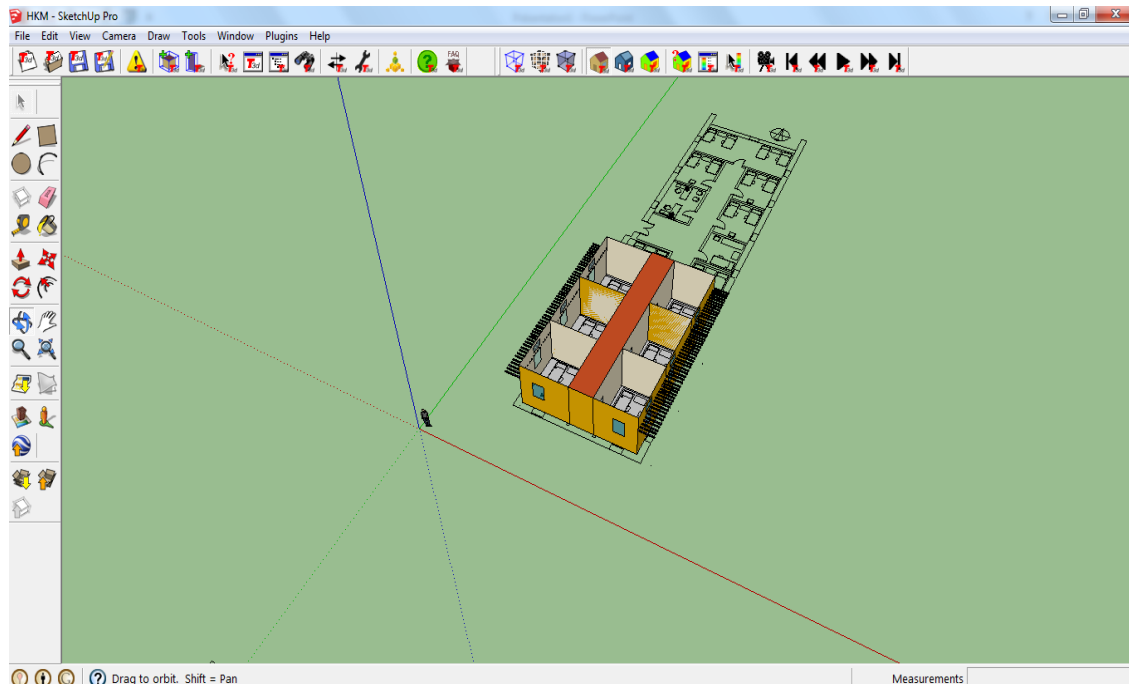 HKM - SketchUp Pro
File Edit View Camera Draw Tools Window Plugins Help
FAQ
Drag to orbit. Shift = Pan
Measurements